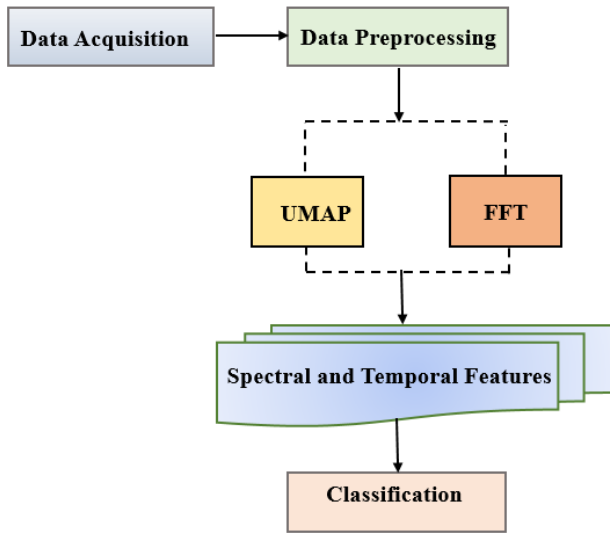 Data Acquisition
Data Preprocessing
UMAP
FFT
Spectral and Temporal Features
Classification